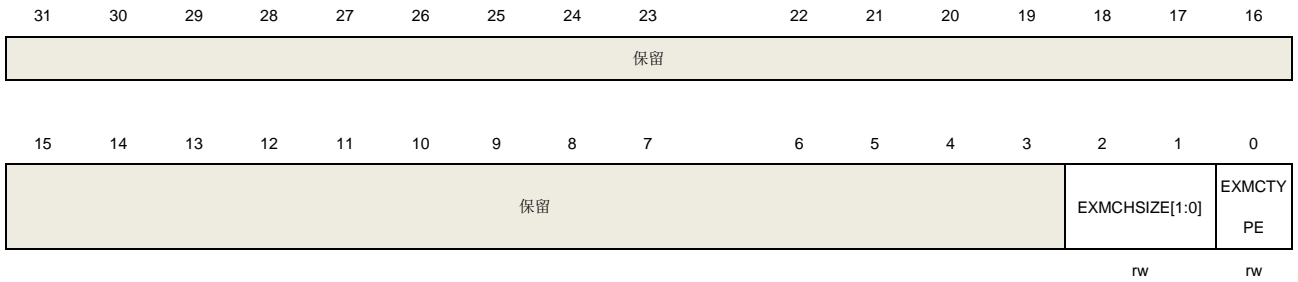 31 30 29 28 27 26 25 24 23 22 21 20 19 18 17 16
保留
15 14 13 12 11 10 9 8 7 6 5 4 3 2 1 0
保留 EXMCHSIZE[1:0] EXMCTY
PE
rw rw